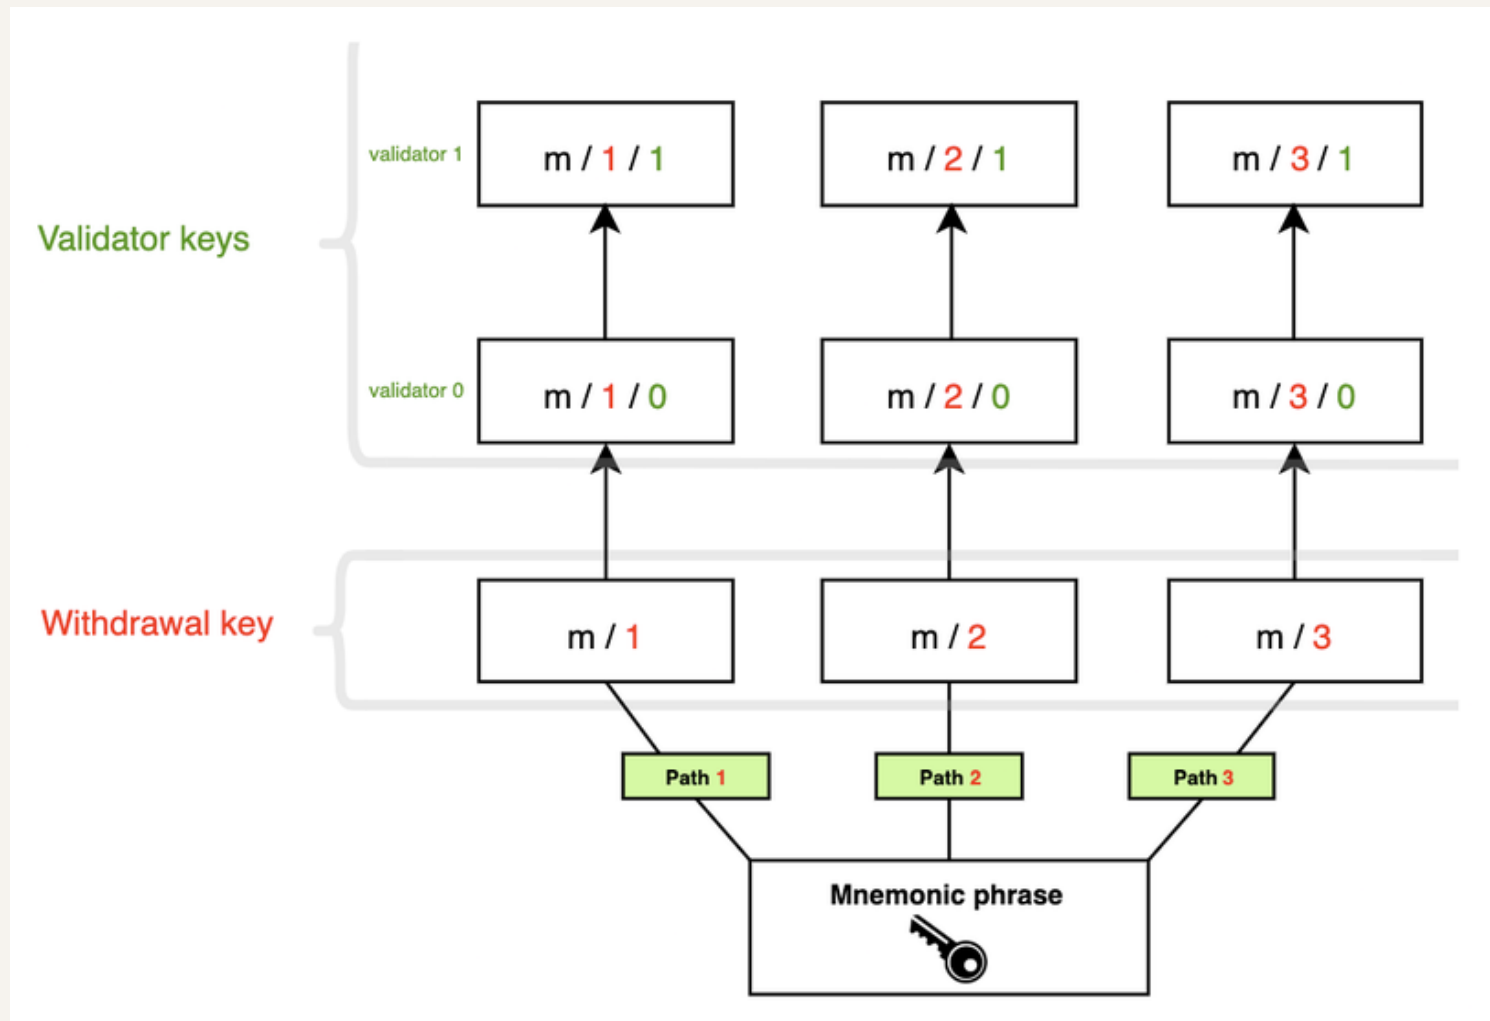 validator 1
m / 1 / 1
m / 2 / 1
m / 3 / 1
Validator keys
validator 0
m / 1 / 0
m / 2 / 0
m / 3 / 0
Withdrawal key
m / 1
m / 2
m / 3
Path 1
Path 2
Path 3
Mnemonic phrase